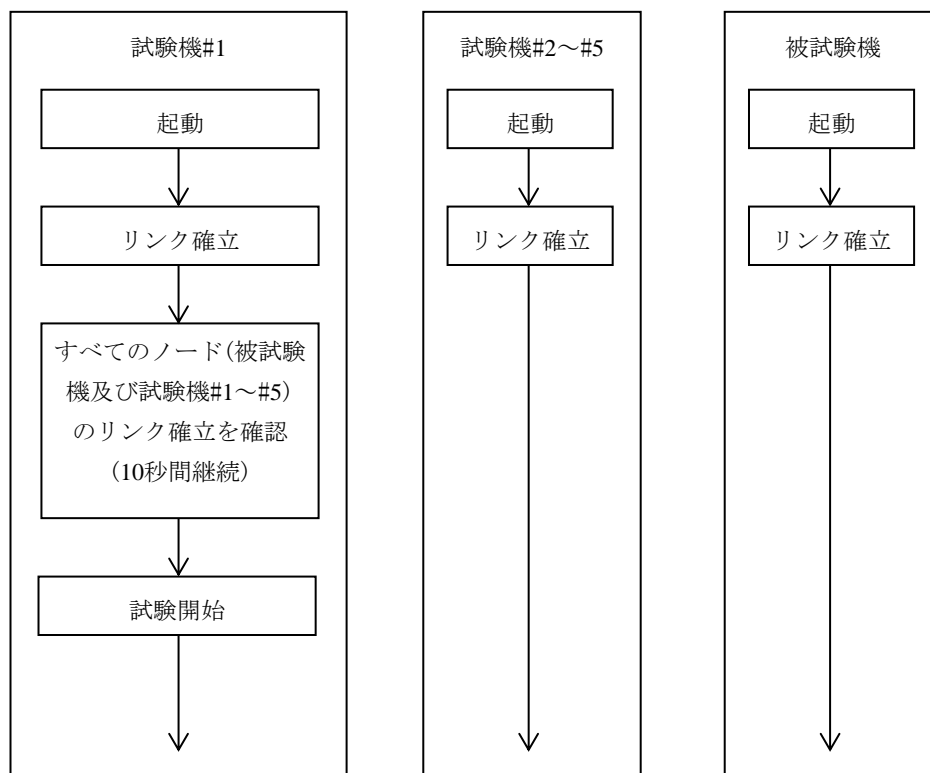 試験機#1
起動
リンク確立
すべてのノード(被試験
機及び試験機#1~#5)
のリンク確立を確認
(10秒間継続)
試験開始
試験機#2~#5
起動
リンク確立
被試験機
起動
リンク確立